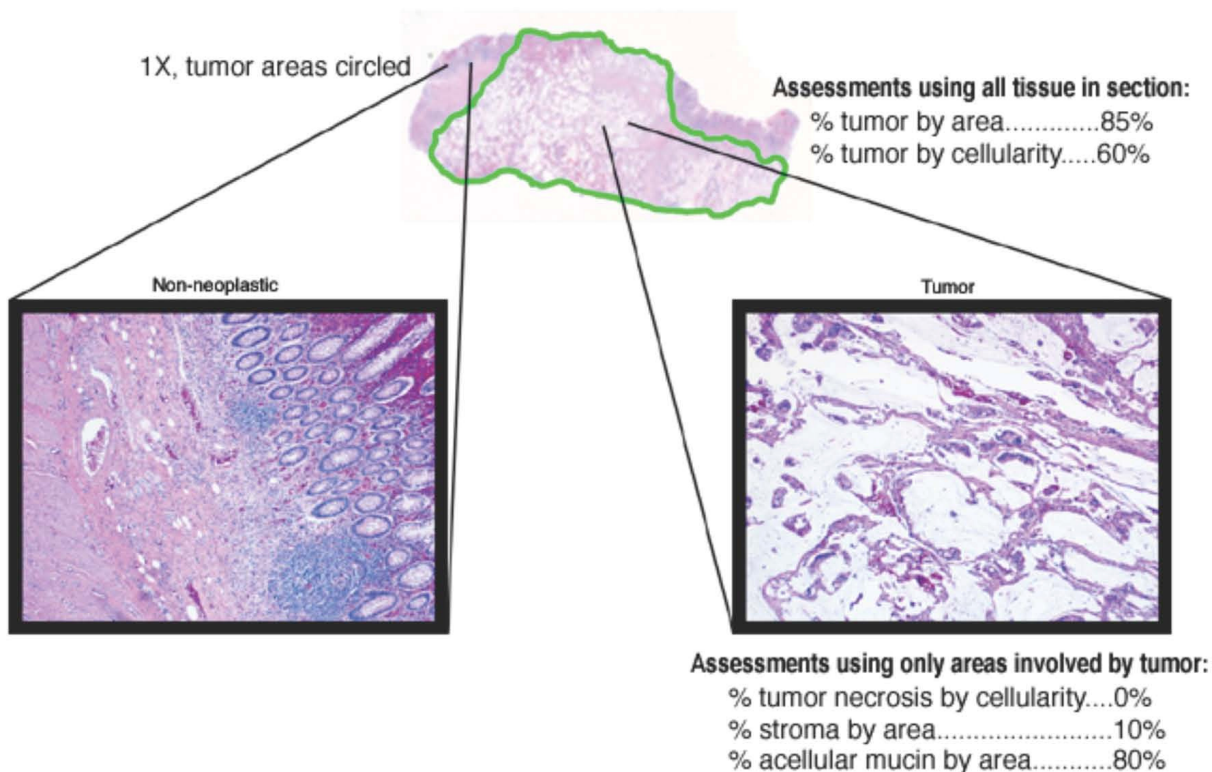 1X, tumor areas circled
Assessments using all tissue in section:
% tumor by area.............85%
% tumor by cellularity.....60%
Non-neoplastic
Tumor
Assessments using only areas involved by tumor:
% tumor necrosis by cellularity....0%
% stroma by area........................10%
% acellular mucin by area........80%